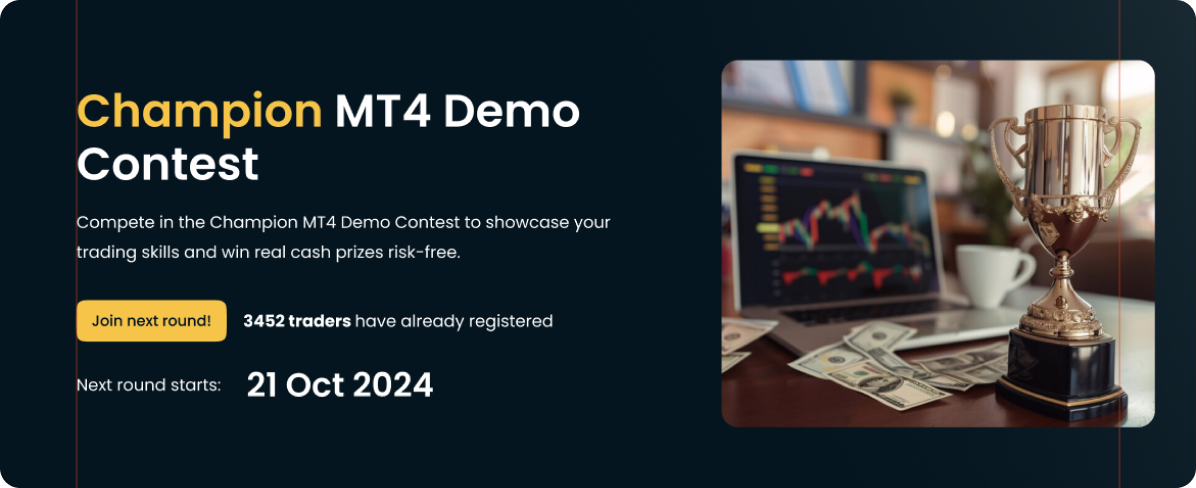 Champion MT4 Demo
Contest
Compete in the Champion MT4 Demo Contest to showcase your
trading skills and win real cash prizes risk-free.
Join next round!
3452 traders have already registered
Next round starts:
21 Oct 2024